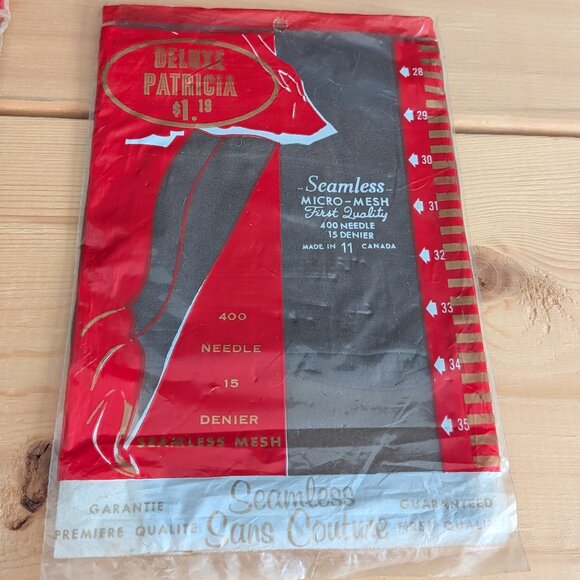 DELUXE
PATRICIA
$1.19
28
29
30
31
32
33
34
35
Seamless
MICRO-MESH
First Quality
400 NEEDLE
15 DENIER
MADE IN 11 CANADA
400
NEEDLE
15
DENIER
SEAMLESS MESH
GARANTIE
PREMIERE QUALITE
Seamless
Sans Couture
GUARANTEED
FIRST QUALITY